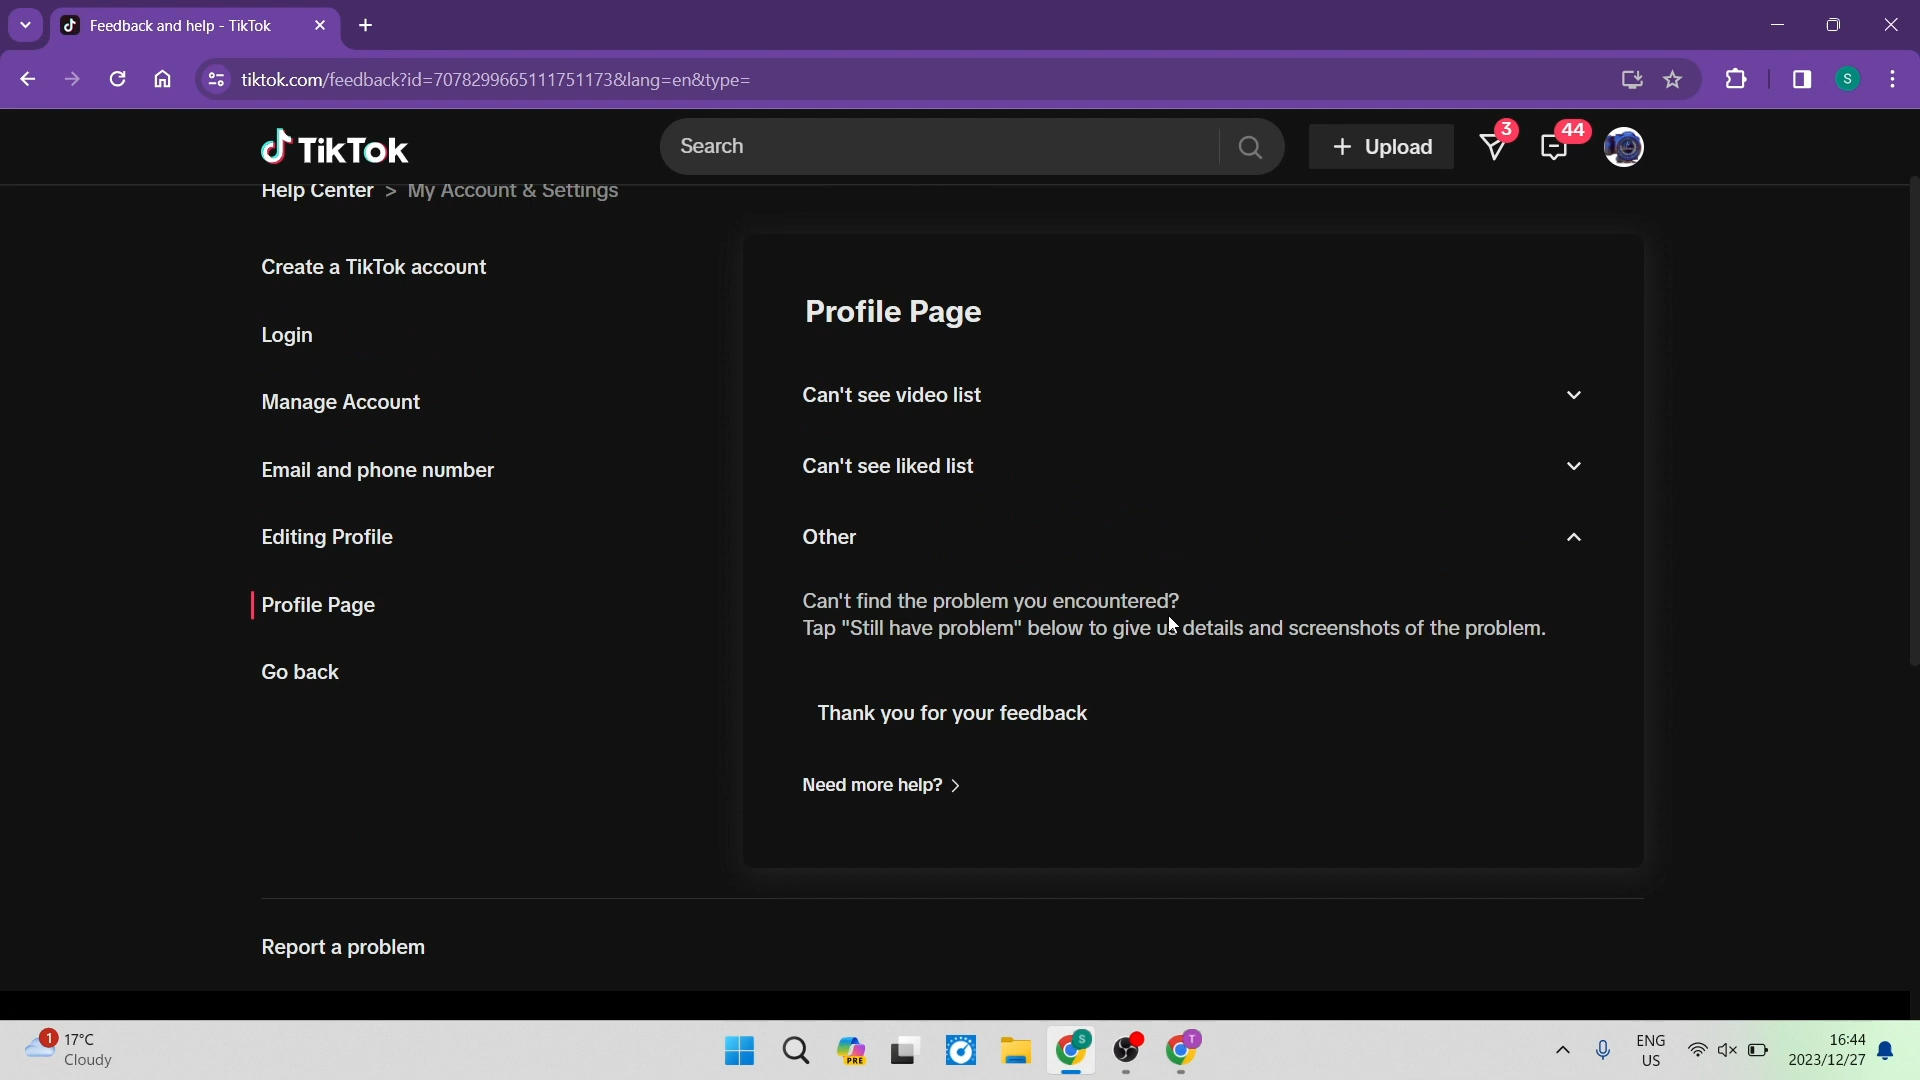 Feedback and help - TikTok
tiktok.com/feedback?id=7078299665111751173&lang=en&type=
S
TikTok
Search
+ Upload
3
44
Help Center > My Account & Settings
Create a TikTok account
Login
Manage Account
Email and phone number
Editing Profile
Profile Page
Go back
Profile Page
Can't see video list
Can't see liked list
Other
Can't find the problem you encountered?
Tap "Still have problem" below to give us details and screenshots of the problem.
Thank you for your feedback
Need more help? >
Report a problem
1
17°C
Cloudy
PRE
S
T
ENG
US
16:44
2023/12/27